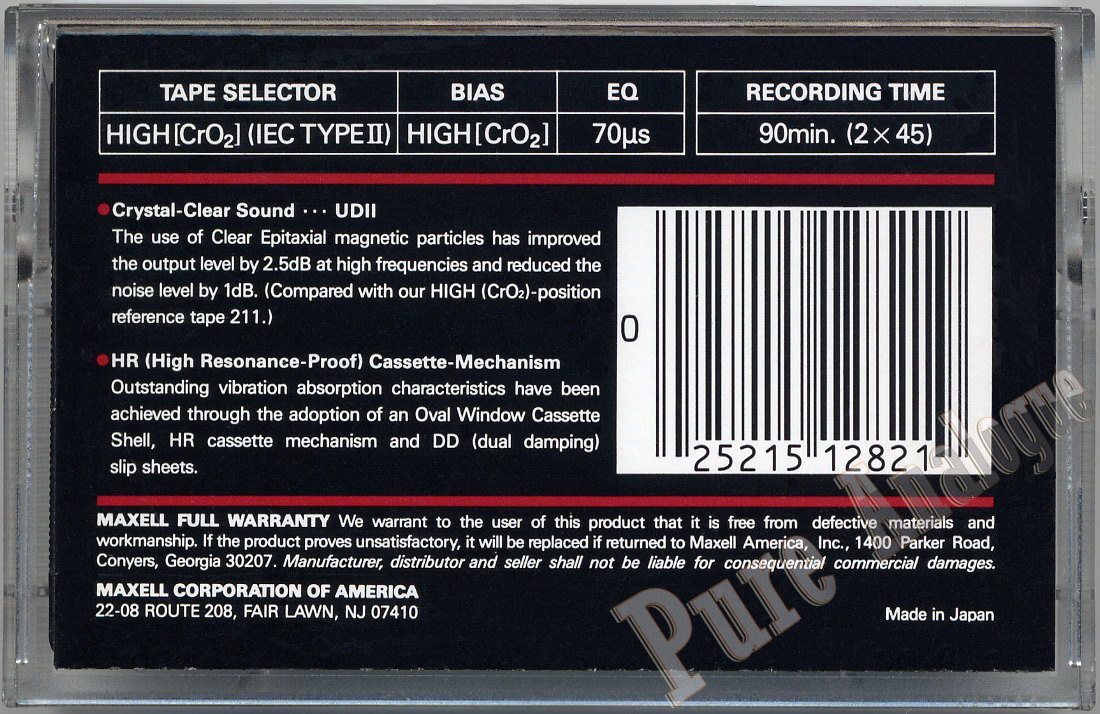 TAPE SELECTOR BIAS EQ RECORDING TIME
HIGH[CrO₂] (IEC TYPEⅡ) HIGH[CrO₂] 70µs 90min. (2×45)
●Crystal-Clear Sound ··· UDII
The use of Clear Epitaxial magnetic particles has improved
the output level by 2.5dB at high frequencies and reduced the
noise level by 1dB. (Compared with our HIGH (CrO₂)-position
reference tape 211.)
●HR (High Resonance-Proof) Cassette-Mechanism
Outstanding vibration absorption characteristics have been
achieved through the adoption of an Oval Window Cassette
Shell, HR cassette mechanism and DD (dual damping)
slip sheets.
0
25215 12821
MAXELL FULL WARRANTY We warrant to the user of this product that it is free from defective materials and
workmanship. If the product proves unsatisfactory, it will be replaced if returned to Maxell America, Inc., 1400 Parker Road,
Conyers, Georgia 30207. Manufacturer, distributor and seller shall not be liable for consequential commercial damages.
MAXELL CORPORATION OF AMERICA
22-08 ROUTE 208, FAIR LAWN, NJ 07410
Made in Japan
Pure Analogue